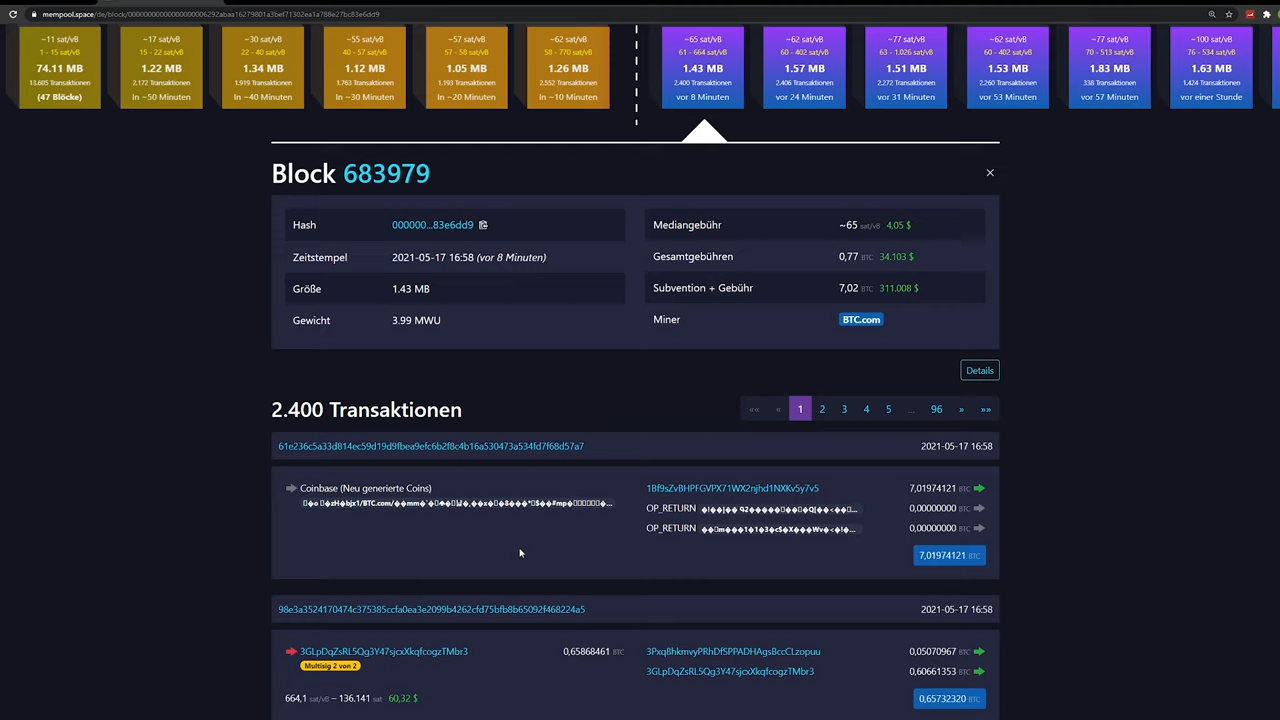 mempool.space/de/block/0000000000000000006292abaa16279801a3bef71302ea1a788e27bc83e6dd9
~11 sat/vB ~17 sat/vB ~30 sat/vB ~55 sat/vB ~57 sat/vB ~62 sat/vB ~65 sat/vB ~62 sat/vB ~77 sat/vB ~62 sat/vB ~77 sat/vB ~100 sat/vB
1 - 15 sat/vB 15 - 22 sat/vB 22 - 40 sat/vB 40 - 57 sat/vB 57 - 58 sat/vB 58 - 770 sat/vB 61 - 664 sat/vB 60 - 402 sat/vB 63 - 1.026 sat/vB 60 - 402 sat/vB 70 - 513 sat/vB 76 - 534 sat/vB
74.11 MB 1.22 MB 1.34 MB 1.12 MB 1.05 MB 1.26 MB 1.43 MB 1.57 MB 1.51 MB 1.53 MB 1.83 MB 1.63 MB
13.605 Transaktionen 2.172 Transaktionen 1.919 Transaktionen 1.763 Transaktionen 1.193 Transaktionen 2.552 Transaktionen 2.400 Transaktionen 2.406 Transaktionen 2.272 Transaktionen 2.260 Transaktionen 338 Transaktionen 1.424 Transaktionen
(47 Blöcke) In ~50 Minuten In ~40 Minuten In ~30 Minuten In ~20 Minuten In ~10 Minuten vor 8 Minuten vor 24 Minuten vor 31 Minuten vor 53 Minuten vor 57 Minuten vor einer Stunde
Block 683979
Hash 000000...83e6dd9
Zeitstempel 2021-05-17 16:58 (vor 8 Minuten)
Größe 1.43 MB
Gewicht 3.99 MWU
Mediangebühr ~65 sat/vB 4,05 $
Gesamtgebühren 0,77 BTC 34.103 $
Subvention + Gebühr 7,02 BTC 311.008 $
Miner BTC.com
Details
2.400 Transaktionen
«« « 1 2 3 4 5 ... 96 » »»
61e236c5a33d814ec59d19d9fbea9efc6b2f8c4b16a530473a534fd7f68d57a7 2021-05-17 16:58
Coinbase (Neu generierte Coins)
1Bf9sZvBHPFGVPX71WX2njhd1NXKv5y7v5 7,01974121 BTC
OP_RETURN 0,00000000 BTC
OP_RETURN 0,00000000 BTC
7,01974121 BTC
98e3a3524170474c375385ccfa0ea3e2099b4262cfd75bfb8b65092f468224a5 2021-05-17 16:58
3GLpDqZsRL5Qg3Y47sjcxXkqfcogzTMbr3 0,65868461 BTC
Multisig 2 von 2
3Pxq8hkmvyPRhDfSPPADHAgsBccCLzopuu 0,05070967 BTC
3GLpDqZsRL5Qg3Y47sjcxXkqfcogzTMbr3 0,60661353 BTC
664,1 sat/vB – 136.141 sat 60,32 $
0,65732320 BTC